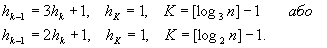 h_{k-1} = 3h_k + 1, h_K = 1, K = [log_3 n] − 1 або
h_{k-1} = 2h_k + 1, h_K = 1, K = [log_2 n] − 1.